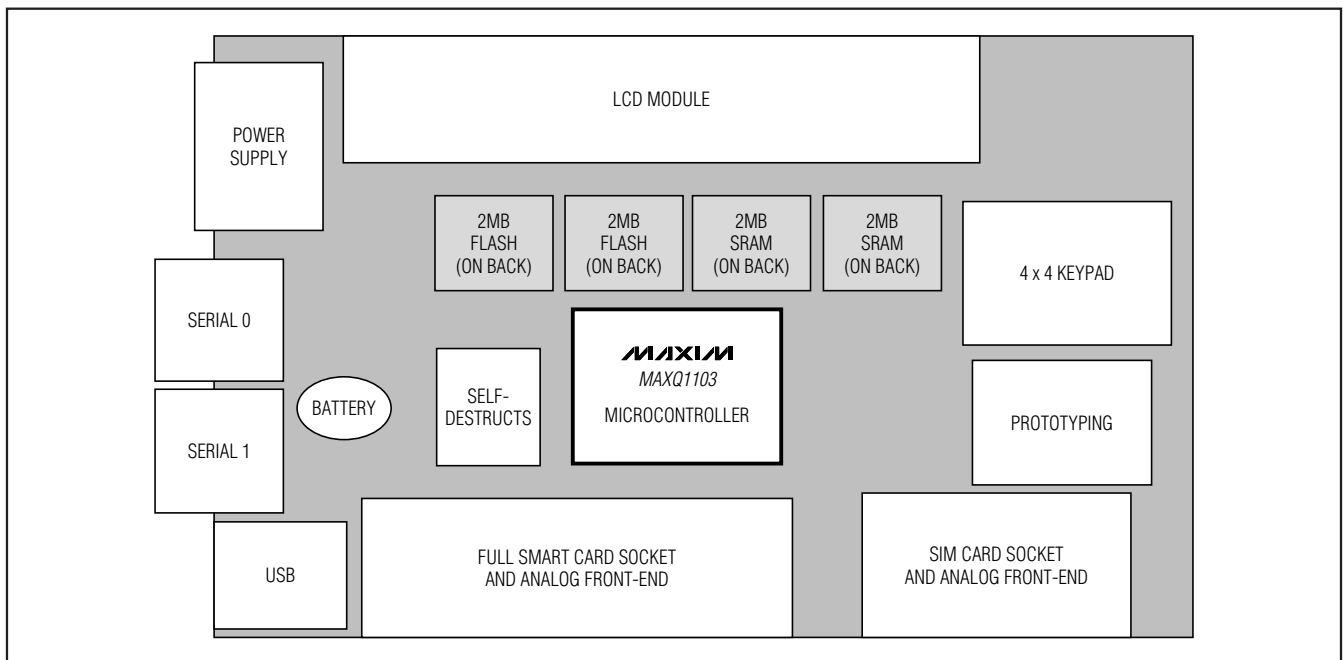 LCD MODULE
POWER
SUPPLY
2MB
FLASH
(ON BACK)
2MB
FLASH
(ON BACK)
2MB
SRAM
(ON BACK)
2MB
SRAM
(ON BACK)
4 x 4 KEYPAD
SERIAL 0
MAXIM
MAXQ1103
MICROCONTROLLER
SELF-
DESTRUCTS
BATTERY
PROTOTYPING
SERIAL 1
USB
FULL SMART CARD SOCKET
AND ANALOG FRONT-END
SIM CARD SOCKET
AND ANALOG FRONT-END